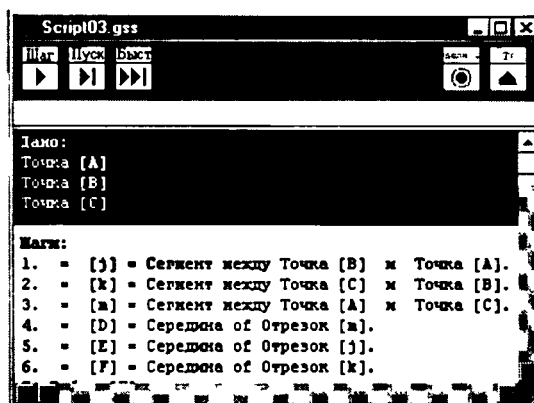 Script03.gss
Шаг Пуск Быст
Дано:
Точка [A]
Точка [B]
Точка [C]
Шаги:
1. = [j] = Сегмент между Точка [B] и Точка [A].
2. = [k] = Сегмент между Точка [C] и Точка [B].
3. = [m] = Сегмент между Точка [A] и Точка [C].
4. = [D] = Середина of Отрезок [m].
5. = [E] = Середина of Отрезок [j].
6. = [F] = Середина of Отрезок [k].